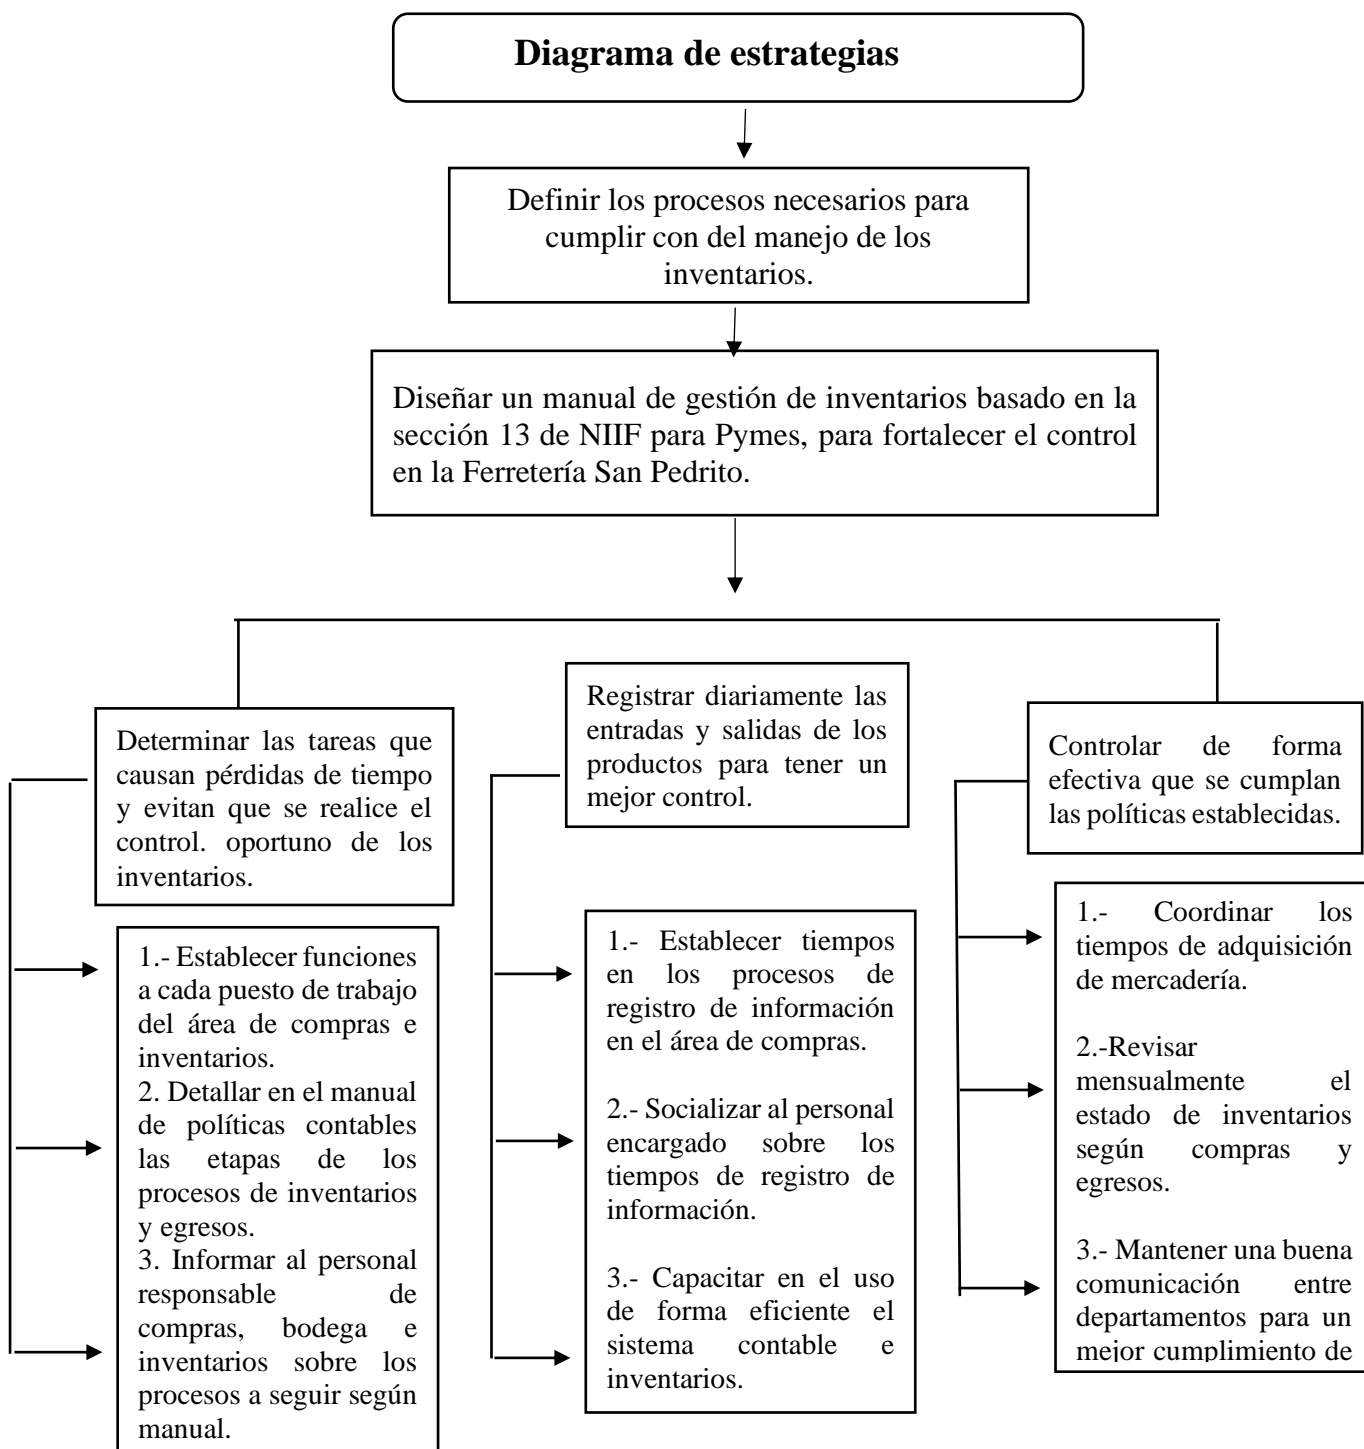 Diagrama de estrategias
Definir los procesos necesarios para
cumplir con del manejo de los
inventarios.
Diseñar un manual de gestión de inventarios basado en la
sección 13 de NIIF para Pymes, para fortalecer el control
en la Ferretería San Pedrito.
Determinar las tareas que
causan pérdidas de tiempo
y evitan que se realice el
control. oportuno de los
inventarios.
1.- Establecer funciones
a cada puesto de trabajo
del área de compras e
inventarios.
2. Detallar en el manual
de políticas contables
las etapas de los
procesos de inventarios
y egresos.
3. Informar al personal
responsable de
compras, bodega e
inventarios sobre los
procesos a seguir según
manual.
Registrar diariamente las
entradas y salidas de los
productos para tener un
mejor control.
1.- Establecer tiempos
en los procesos de
registro de información
en el área de compras.
2.- Socializar al personal
encargado sobre los
tiempos de registro de
información.
3.- Capacitar en el uso
de forma eficiente el
sistema contable e
inventarios.
Controlar de forma
efectiva que se cumplan
las políticas establecidas.
1.- Coordinar los
tiempos de adquisición
de mercadería.
2.-Revisar
mensualmente el
estado de inventarios
según compras y
egresos.
3.- Mantener una buena
comunicación entre
departamentos para un
mejor cumplimiento de